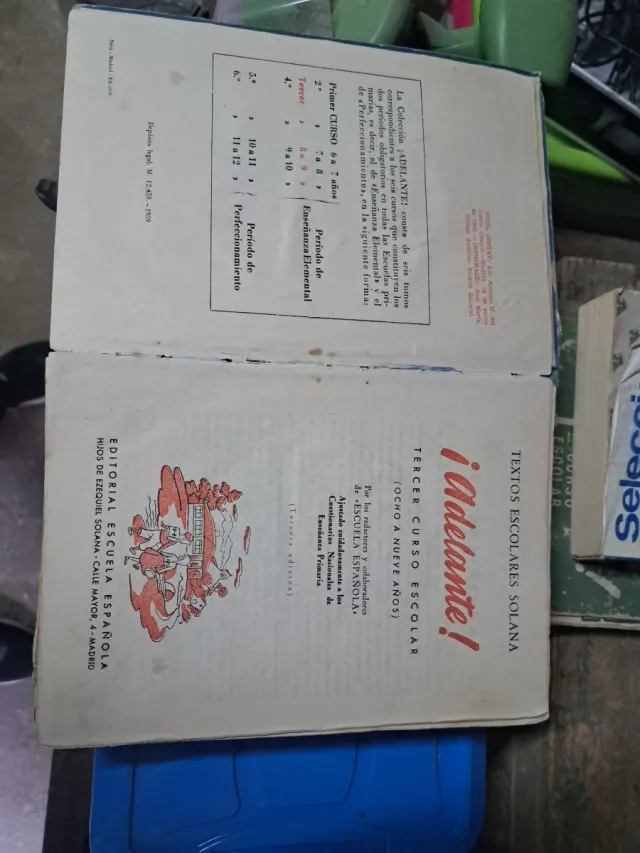 La Colección ¡ADELANTE! consta de seis tomos
correspondientes a los seis cursos que constituyen los
dos períodos obligatorios en todas las Escuelas pri-
marias, es decir, el de «Enseñanza Elemental» y el
de «Perfeccionamiento», en la siguiente forma:
Primer CURSO 6 a 7 años
2.º » 7 a 8 »
Tercer » 8 a 9 »
4.º » 9 a 10 »
Período de
Enseñanza Elemental
5.º » 10 a 11 »
6.º » 11 a 12 »
Período de
Perfeccionamiento
Depósito legal: M. 12.459 - 1959
TEXTOS ESCOLARES SOLANA
¡Adelante!
TERCER CURSO ESCOLAR
(OCHO A NUEVE AÑOS)
Por los redactores y colaboradores
de «ESCUELA ESPAÑOLA»
Ajustado cuidadosamente a los
Cuestionarios Nacionales de
Enseñanza Primaria
(Tercera edición)
EDITORIAL ESCUELA ESPAÑOLA
HIJOS DE EZEQUIEL SOLANA - CALLE MAYOR, 4 - MADRID
ESCOLAR
Selecci